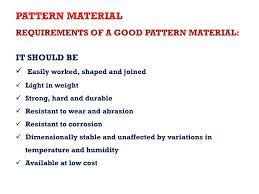 PATTERN MATERIAL
REQUIREMENTS OF A GOOD PATTERN MATERIAL:
IT SHOULD BE
✓ Easily worked, shaped and joined
✓ Light in weight
✓ Strong, hard and durable
✓ Resistant to wear and abrasion
✓ Resistant to corrosion
✓ Dimensionally stable and unaffected by variations in
temperature and humidity
✓ Available at low cost